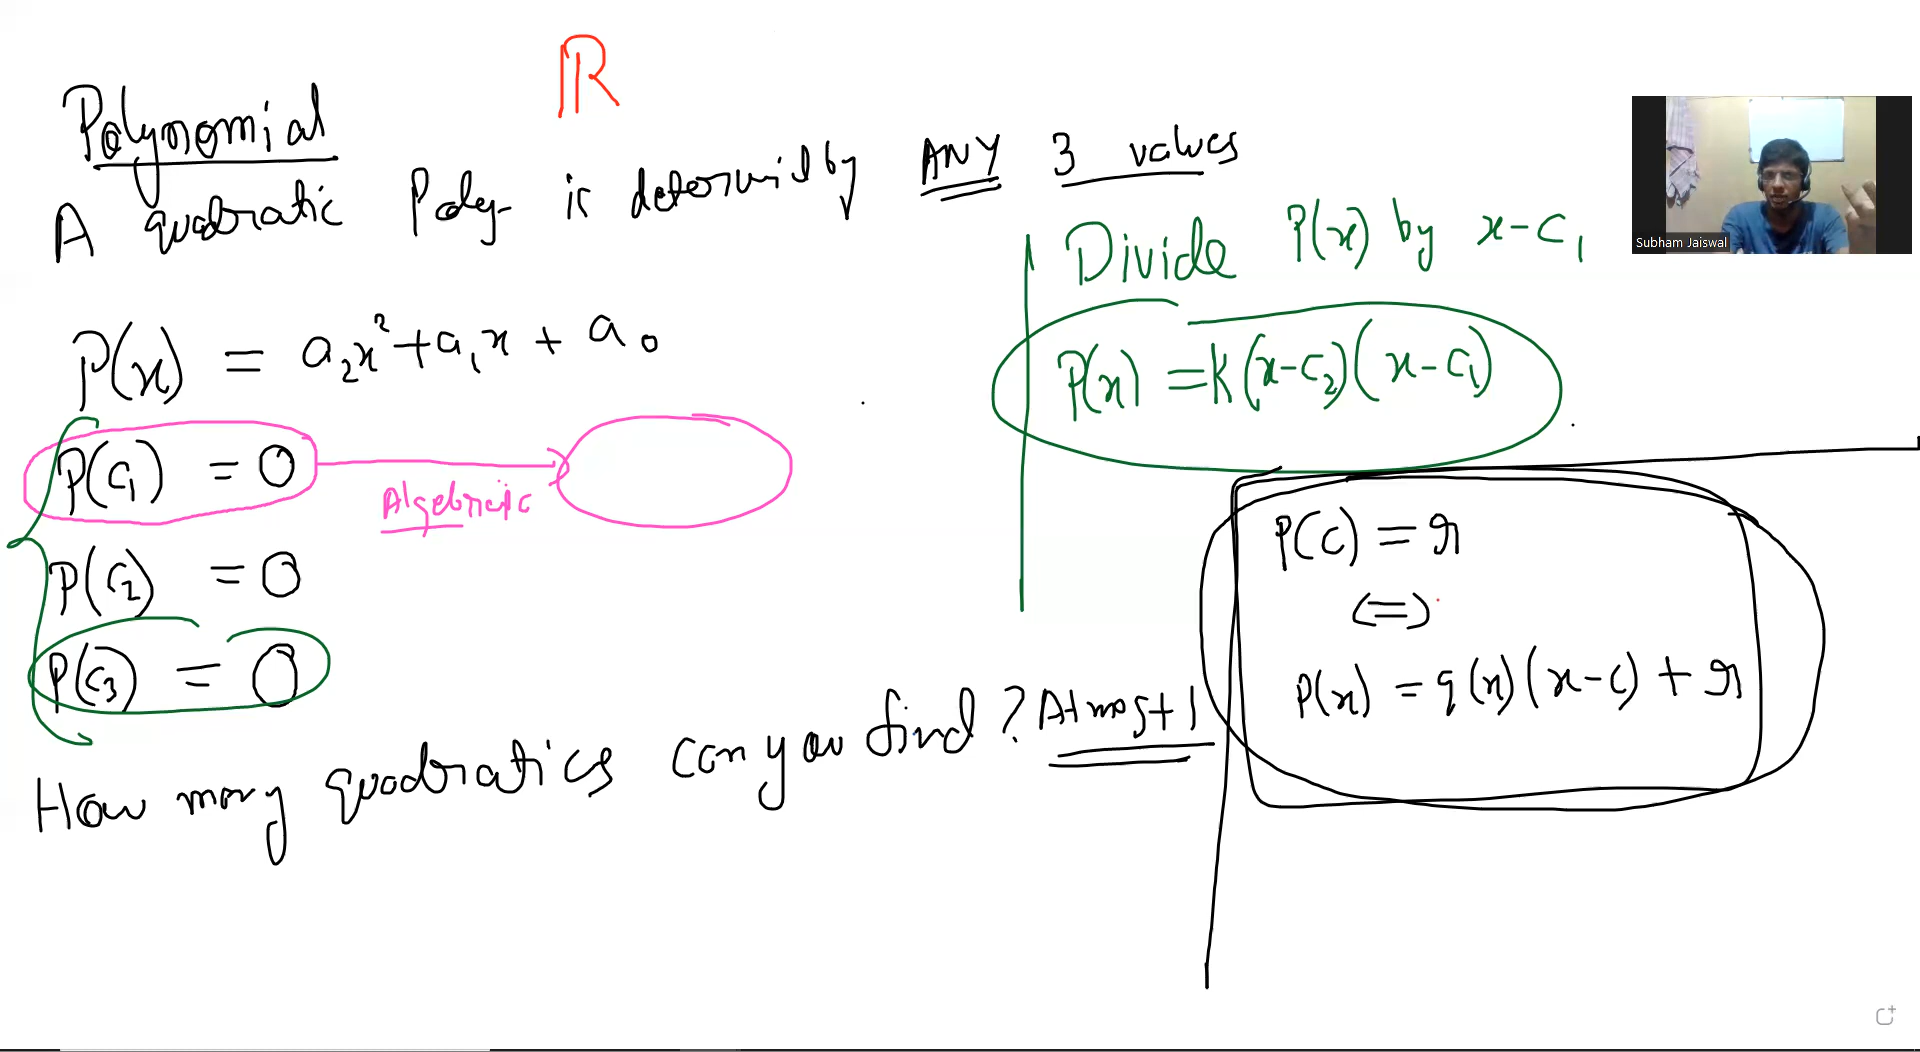 ℝ
Polynomial
A quadratic Poly is determined by ANY 3 values
P(x) = a₂x² + a₁x + a₀
P(c₁) = 0
Algebraic
P(c₂) = 0
P(c₃) = 0
How many quadratics can you find? Atmost 1
Divide P(x) by x-c₁
P(x) = K(x-c₂)(x-c₁)
P(c) = r
(=)
P(x) = q(x)(x-c) + r
Subham Jaiswal